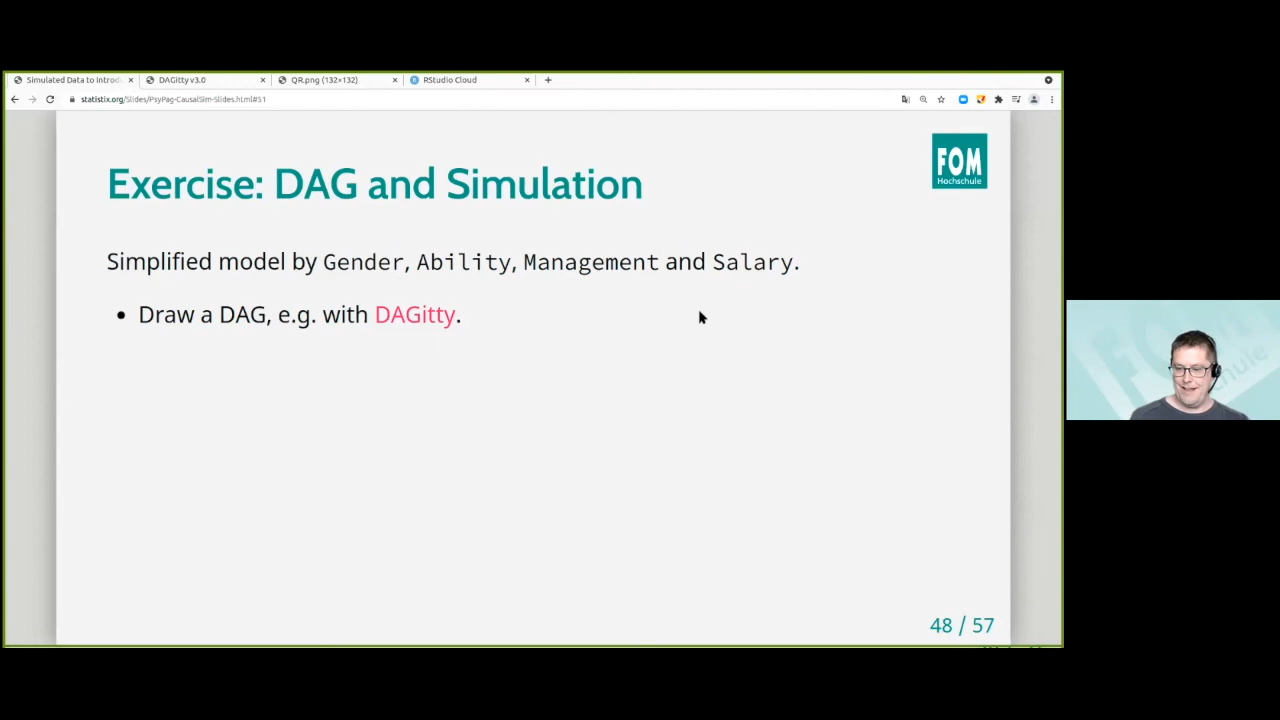 Simulated Data to Introd
DAGitty v3.0
QR.png (132×132)
RStudio Cloud
statistix.org/Slides/PsyPag-CausalSim-Slides.html#51
FOM
Hochschule
Exercise: DAG and Simulation
Simplified model by Gender, Ability, Management and Salary.
• Draw a DAG, e.g. with DAGitty.
48 / 57